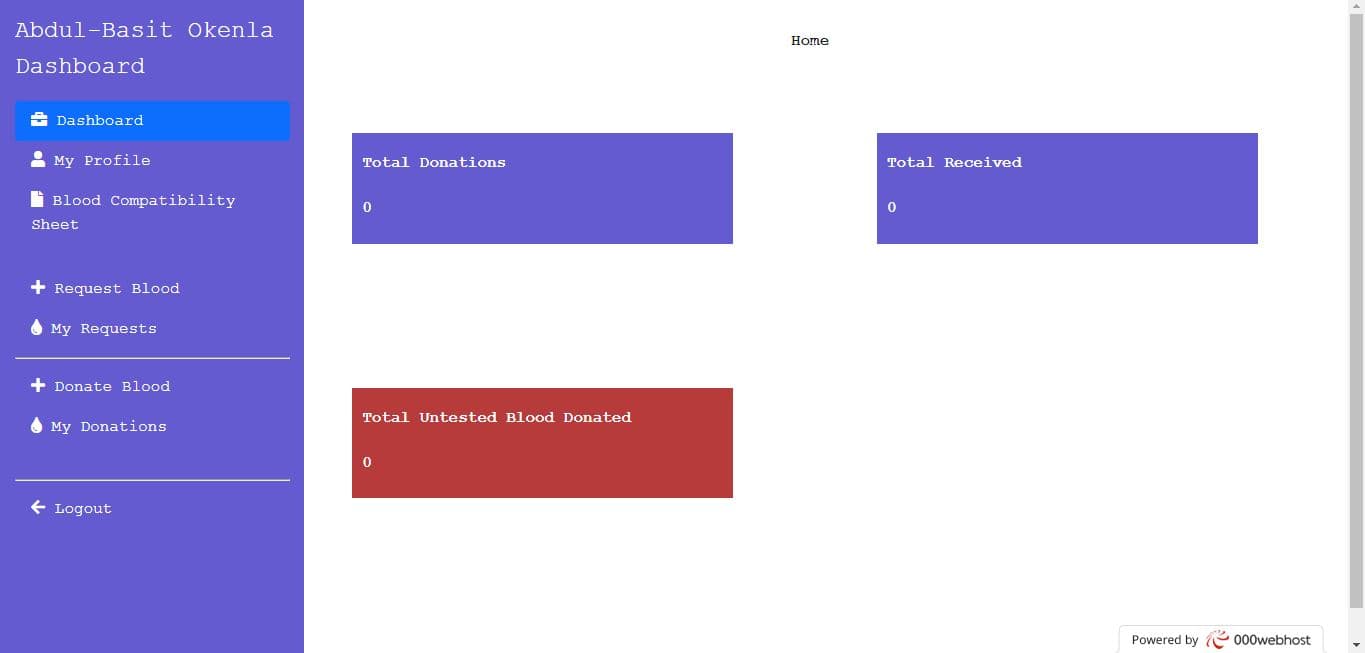 Abdul-Basit Okenla
Dashboard
Dashboard
My Profile
Blood Compatibility
Sheet
Request Blood
My Requests
Donate Blood
My Donations
Logout
Home
Total Donations
0
Total Received
0
Total Untested Blood Donated
0
Powered by 000webhost